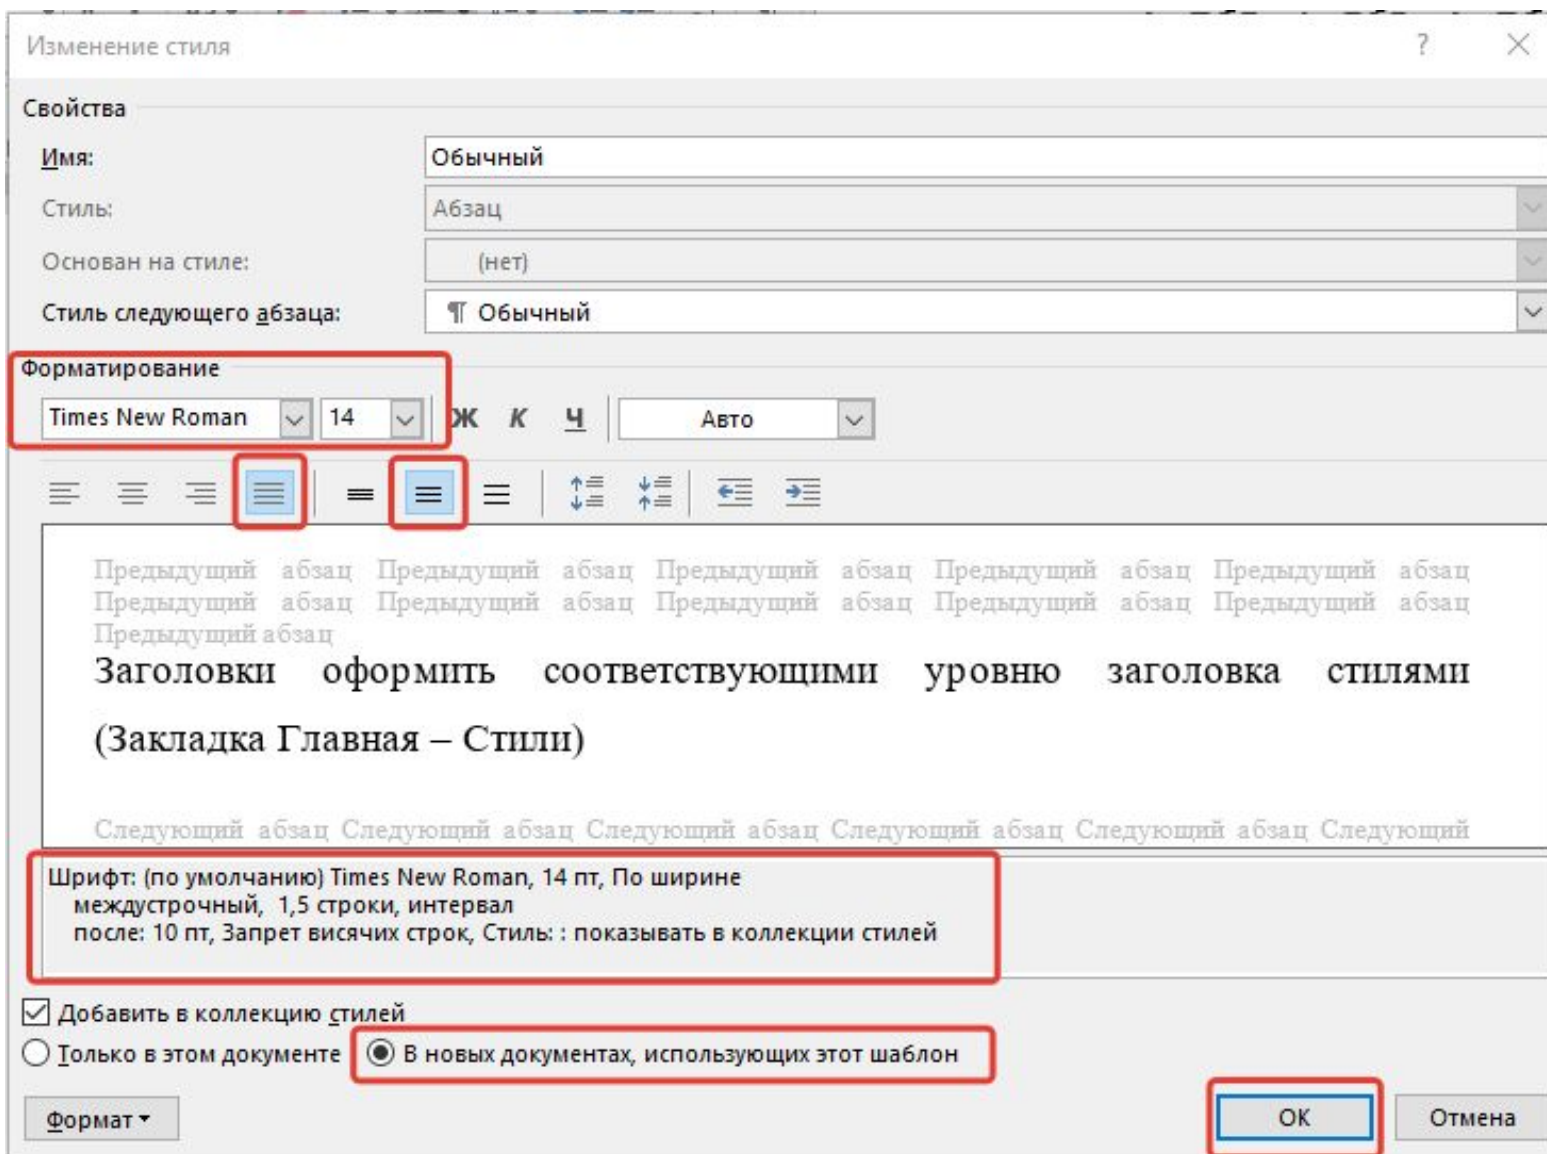 Изменение стиля ?
Свойства
Имя: Обычный
Стиль: Абзац
Основан на стиле: (нет)
Стиль следующего абзаца: ¶ Обычный
Форматирование
Times New Roman 14 Ж К Ч Авто
Предыдущий абзац Предыдущий абзац Предыдущий абзац Предыдущий абзац Предыдущий абзац
Предыдущий абзац Предыдущий абзац Предыдущий абзац Предыдущий абзац Предыдущий абзац
Предыдущий абзац
Заголовки оформить соответствующими уровню заголовка стилями
(Закладка Главная – Стили)
Следующий абзац Следующий абзац Следующий абзац Следующий абзац Следующий абзац Следующий
Шрифт: (по умолчанию) Times New Roman, 14 пт, По ширине
междустрочный, 1,5 строки, интервал
после: 10 пт, Запрет висячих строк, Стиль: : показывать в коллекции стилей
Добавить в коллекцию стилей
Только в этом документе В новых документах, использующих этот шаблон
Формат ОК Отмена